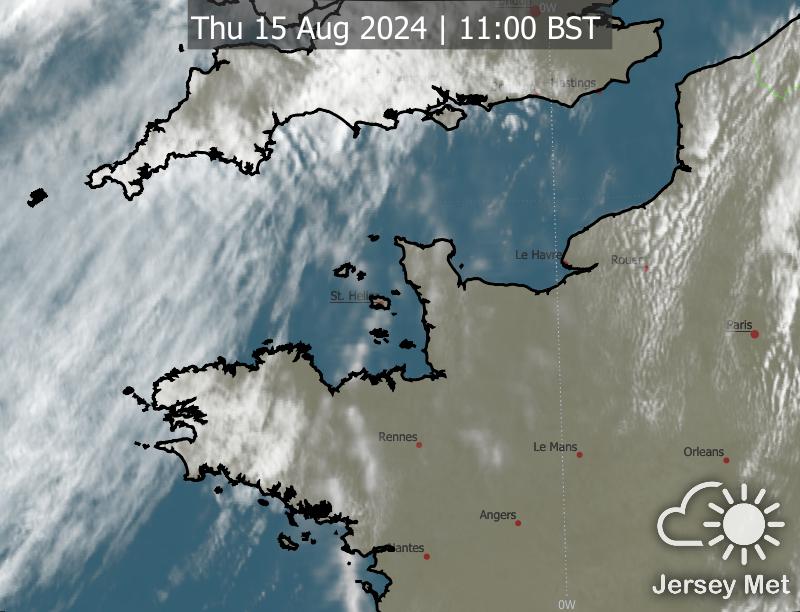 London
0W
Thu 15 Aug 2024 | 11:00 BST
Hastings
Le Havre
Rouen
St. Helier
Paris
Rennes
Le Mans
Orleans
Angers
Nantes
Jersey Met
0W